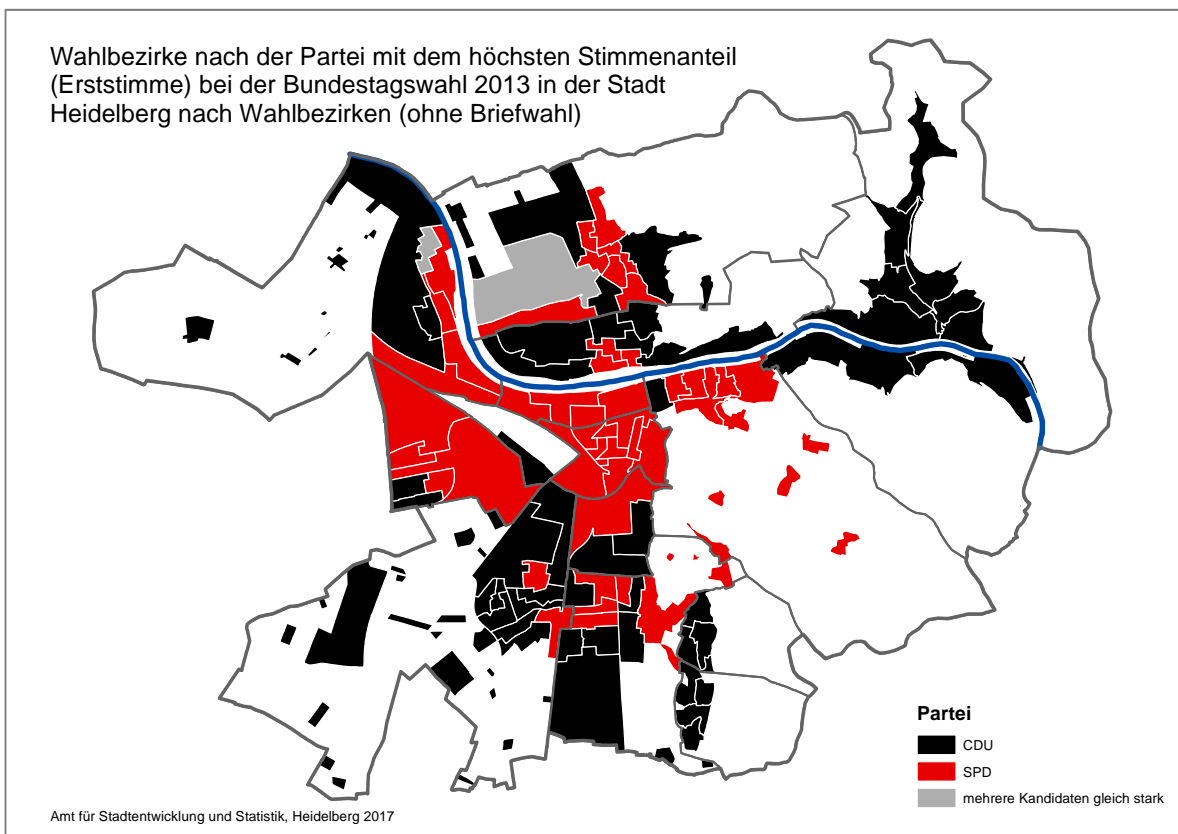 Wahlbezirke nach der Partei mit dem höchsten Stimmenanteil
(Erststimme) bei der Bundestagswahl 2013 in der Stadt
Heidelberg nach Wahlbezirken (ohne Briefwahl)
Partei
CDU
SPD
mehrere Kandidaten gleich stark
Amt für Stadtentwicklung und Statistik, Heidelberg 2017